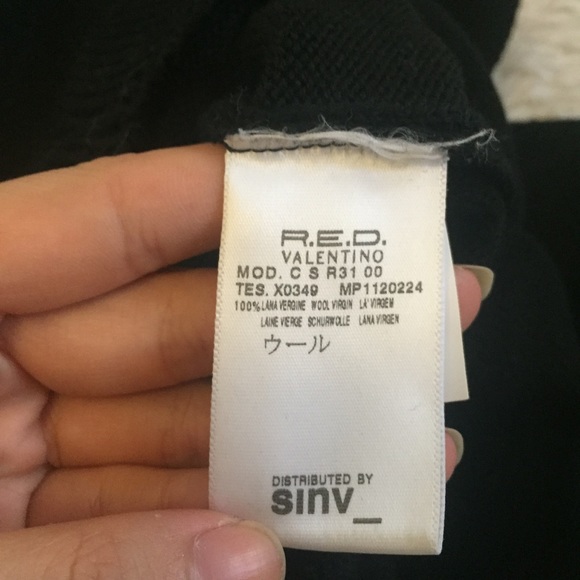 R.E.D.
VALENTINO
MOD. C S R31 00
TES. X0349 MP1120224
100% LANA VERGINE WOOL VIRGIN LA' VIRGEM
LAINE VIERGE SCHURWOLLE LANA VIRGEN
ウール
DISTRIBUTED BY
sinv_